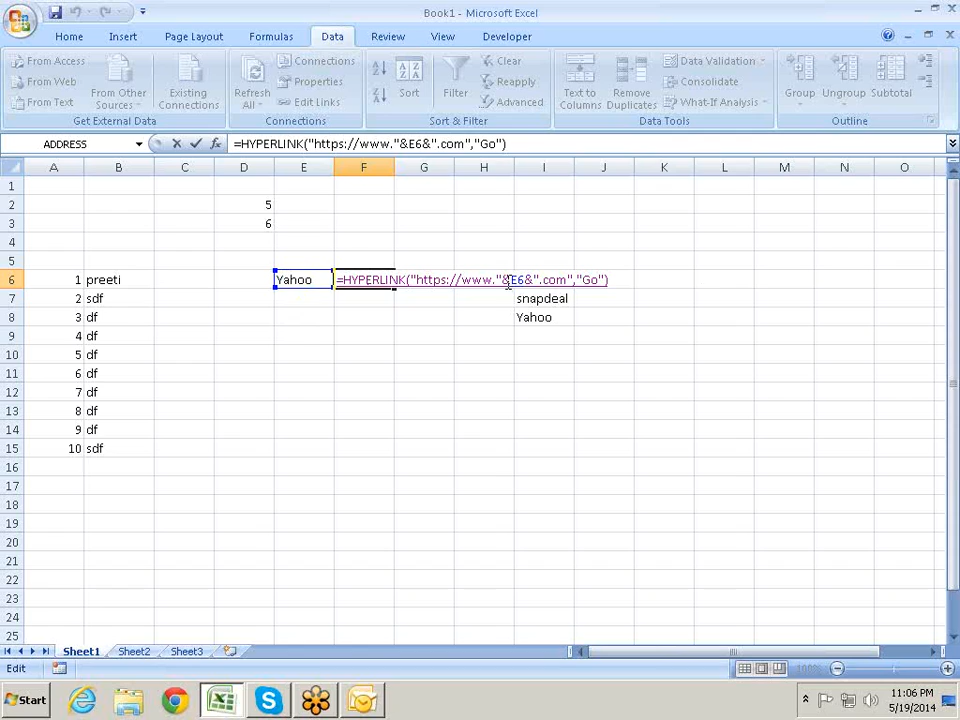 Book1 - Microsoft Excel
Home Insert Page Layout Formulas Data Review View Developer
From Access
From Web
From Text
From Other Sources
Existing Connections
Refresh All
Connections
Properties
Edit Links
Sort
Filter
Clear
Reapply
Advanced
Text to Columns
Remove Duplicates
Data Validation
Consolidate
What-If Analysis
Group
Ungroup
Subtotal
Get External Data Connections Sort & Filter Data Tools Outline
ADDRESS =HYPERLINK("https://www."&E6&".com","Go")
A B C D E F G H I J K L M N O
1
2 5
3 6
4
5
6 1 preeti Yahoo =HYPERLINK("https://www."&E6&".com","Go")
7 2 sdf snapdeal
8 3 df Yahoo
9 4 df
10 5 df
11 6 df
12 7 df
13 8 df
14 9 df
15 10 sdf
16
17
18
19
20
21
22
23
24
25
Sheet1 Sheet2 Sheet3
Edit 100%
Start 11:06 PM
5/19/2014